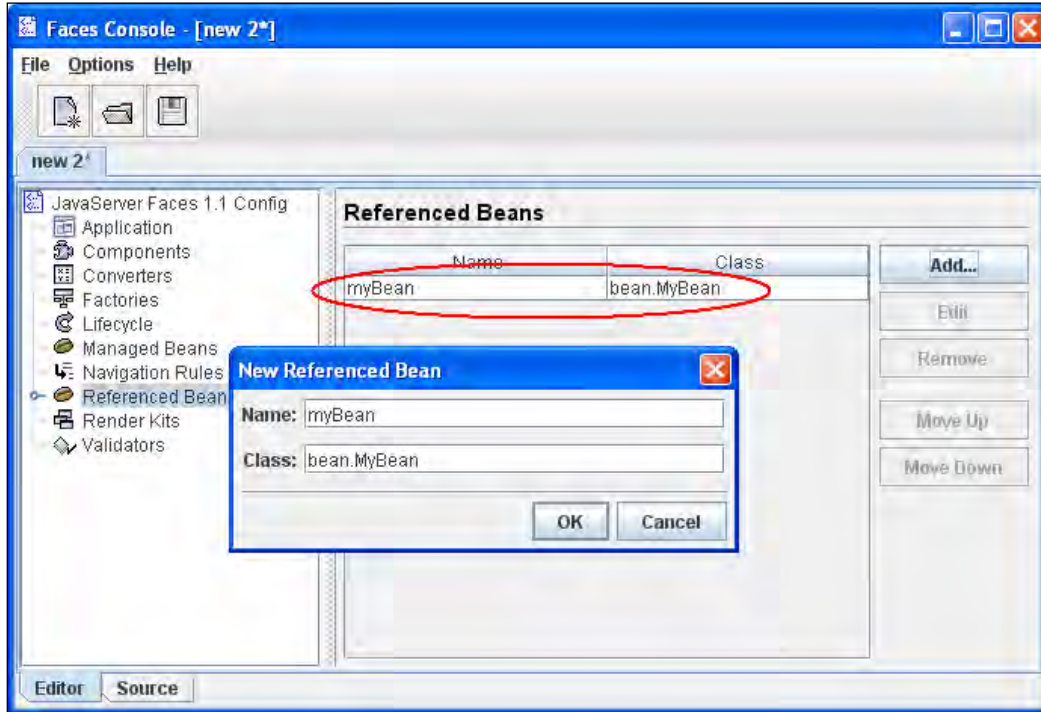 Faces Console - [new 2*]
File Options Help
new 2*
JavaServer Faces 1.1 Config
Application
Components
Converters
Factories
Lifecycle
Managed Beans
Navigation Rules
Referenced Bean
Render Kits
Validators
Referenced Beans
Name Class
myBean bean.MyBean
Add...
Edit
Remove
Move Up
Move Down
New Referenced Bean
Name: myBean
Class: bean.MyBean
OK Cancel
Editor Source